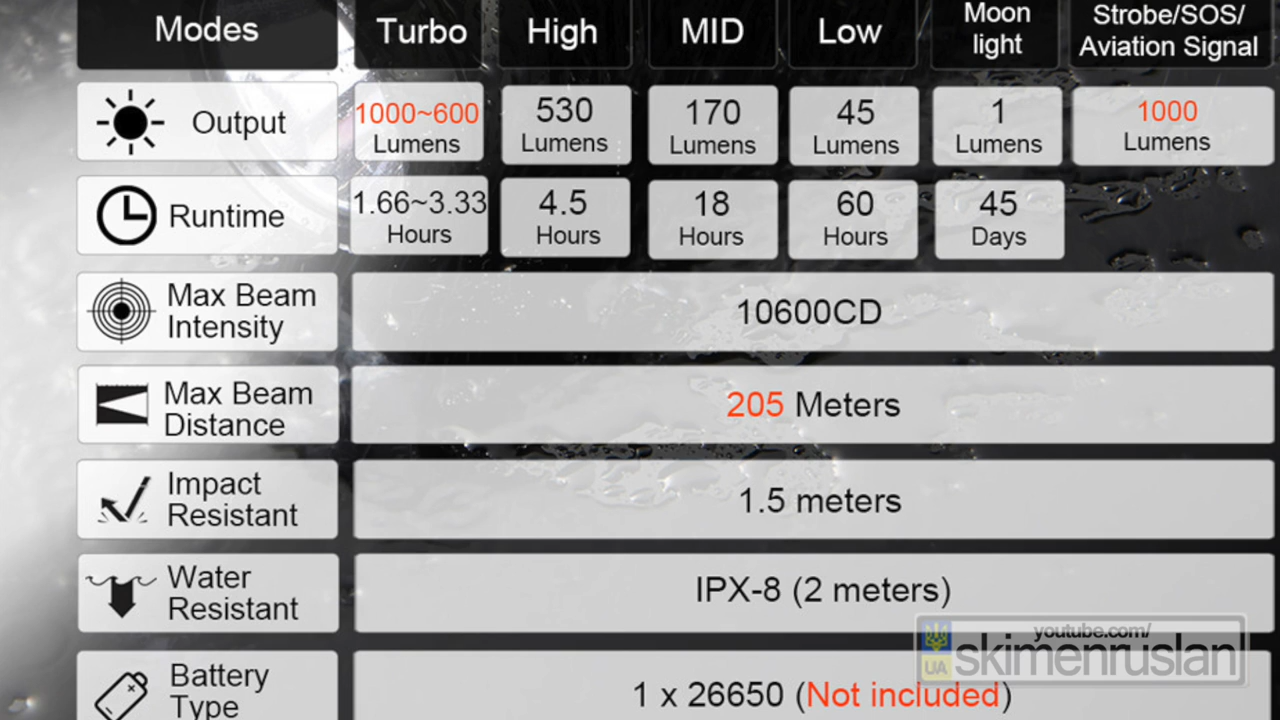 Modes Turbo High MID Low Moon light Strobe/SOS/ Aviation Signal
Output 1000~600 Lumens 530 Lumens 170 Lumens 45 Lumens 1 Lumens 1000 Lumens
Runtime 1.66~3.33 Hours 4.5 Hours 18 Hours 60 Hours 45 Days
Max Beam
Intensity
10600CD
Max Beam
Distance
205 Meters
Impact
Resistant
1.5 meters
Water
Resistant
IPX-8 (2 meters)
Battery
Type
1 x 26650 (Not included)
youtube.com/
UA skimenruslan